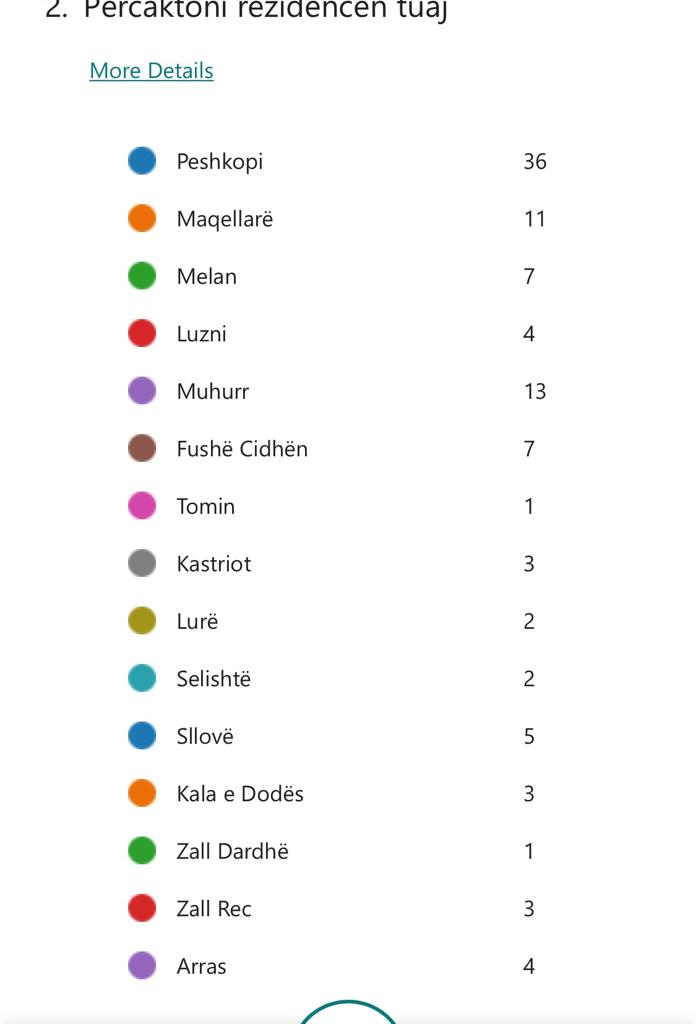 2. Përcaktoni rezidencën tuaj
More Details
Peshkopi 36
Maqellarë 11
Melan 7
Luzni 4
Muhurr 13
Fushë Cidhën 7
Tomin 1
Kastriot 3
Lurë 2
Selishtë 2
Sllovë 5
Kala e Dodës 3
Zall Dardhë 1
Zall Rec 3
Arras 4